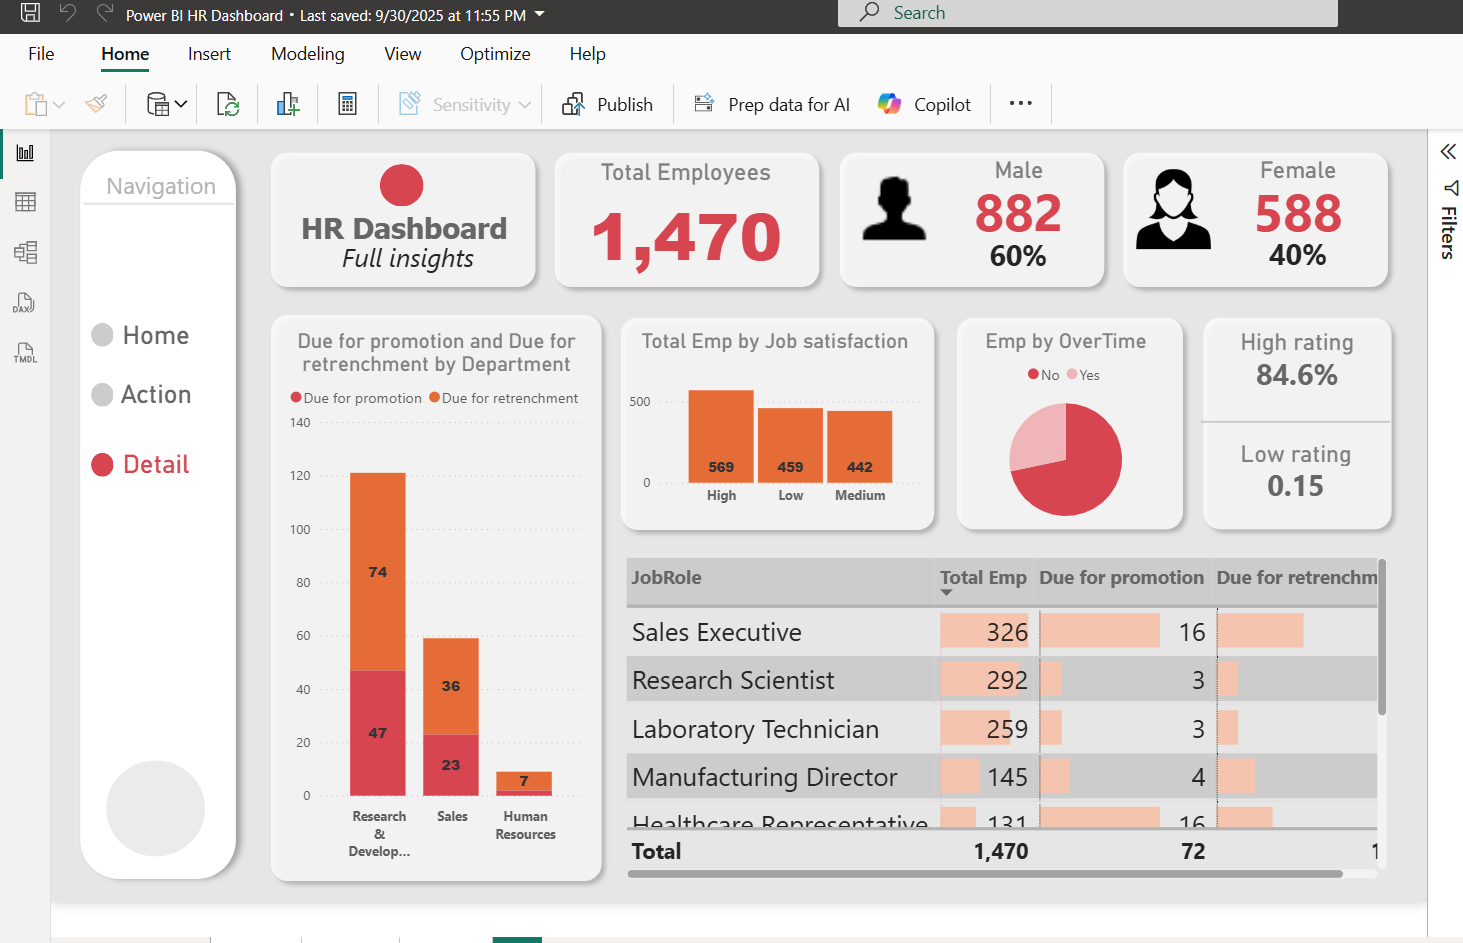 Power BI HR Dashboard • Last saved: 9/30/2025 at 11:55 PM
Search
File Home Insert Modeling View Optimize Help
Sensitivity Publish Prep data for AI Copilot
Navigation
Home
Action
Detail
DAX
TMDL
HR Dashboard
Full insights
Total Employees
1,470
Male
882
60%
Female
588
40%
Filters
Due for promotion and Due for
retrenchment by Department
Due for promotion Due for retrenchment
140
120
100
80
60
40
20
0
74
47
36
23
7
Research
&
Develop...
Sales
Human
Resources
Total Emp by Job satisfaction
500
0
569 459 442
High Low Medium
Emp by OverTime
No Yes
High rating
84.6%
Low rating
0.15
JobRole Total Emp Due for promotion Due for retrenchm
Sales Executive 326 16
Research Scientist 292 3
Laboratory Technician 259 3
Manufacturing Director 145 4
Healthcare Representative 131 16
Total 1,470 72 1